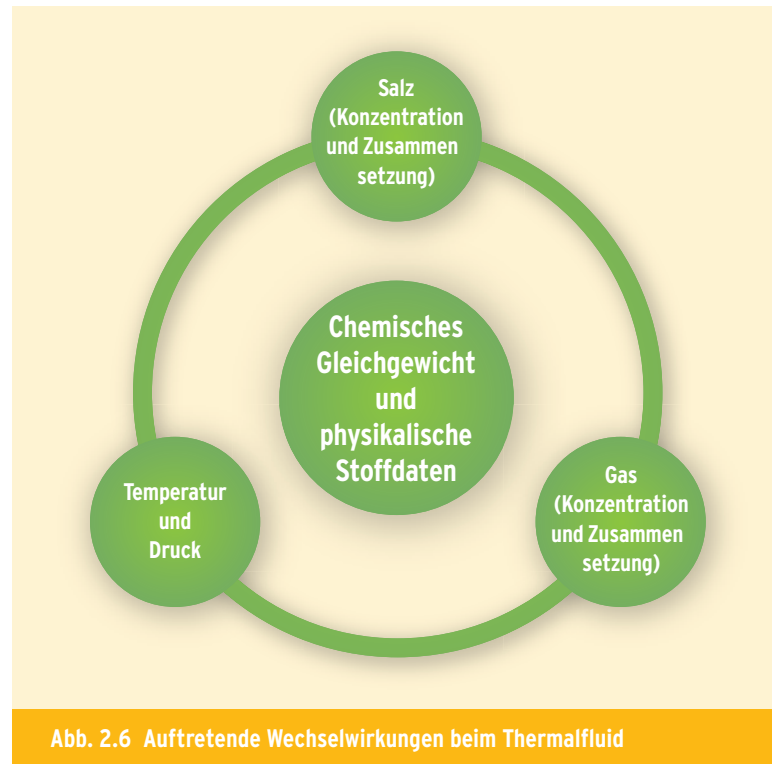 Salz
(Konzentration
und Zusammen
setzung)
Chemisches
Gleichgewicht
und
physikalische
Stoffdaten
Temperatur
und
Druck
Gas
(Konzentration
und Zusammen
setzung)
Abb. 2.6 Auftretende Wechselwirkungen beim Thermalfluid